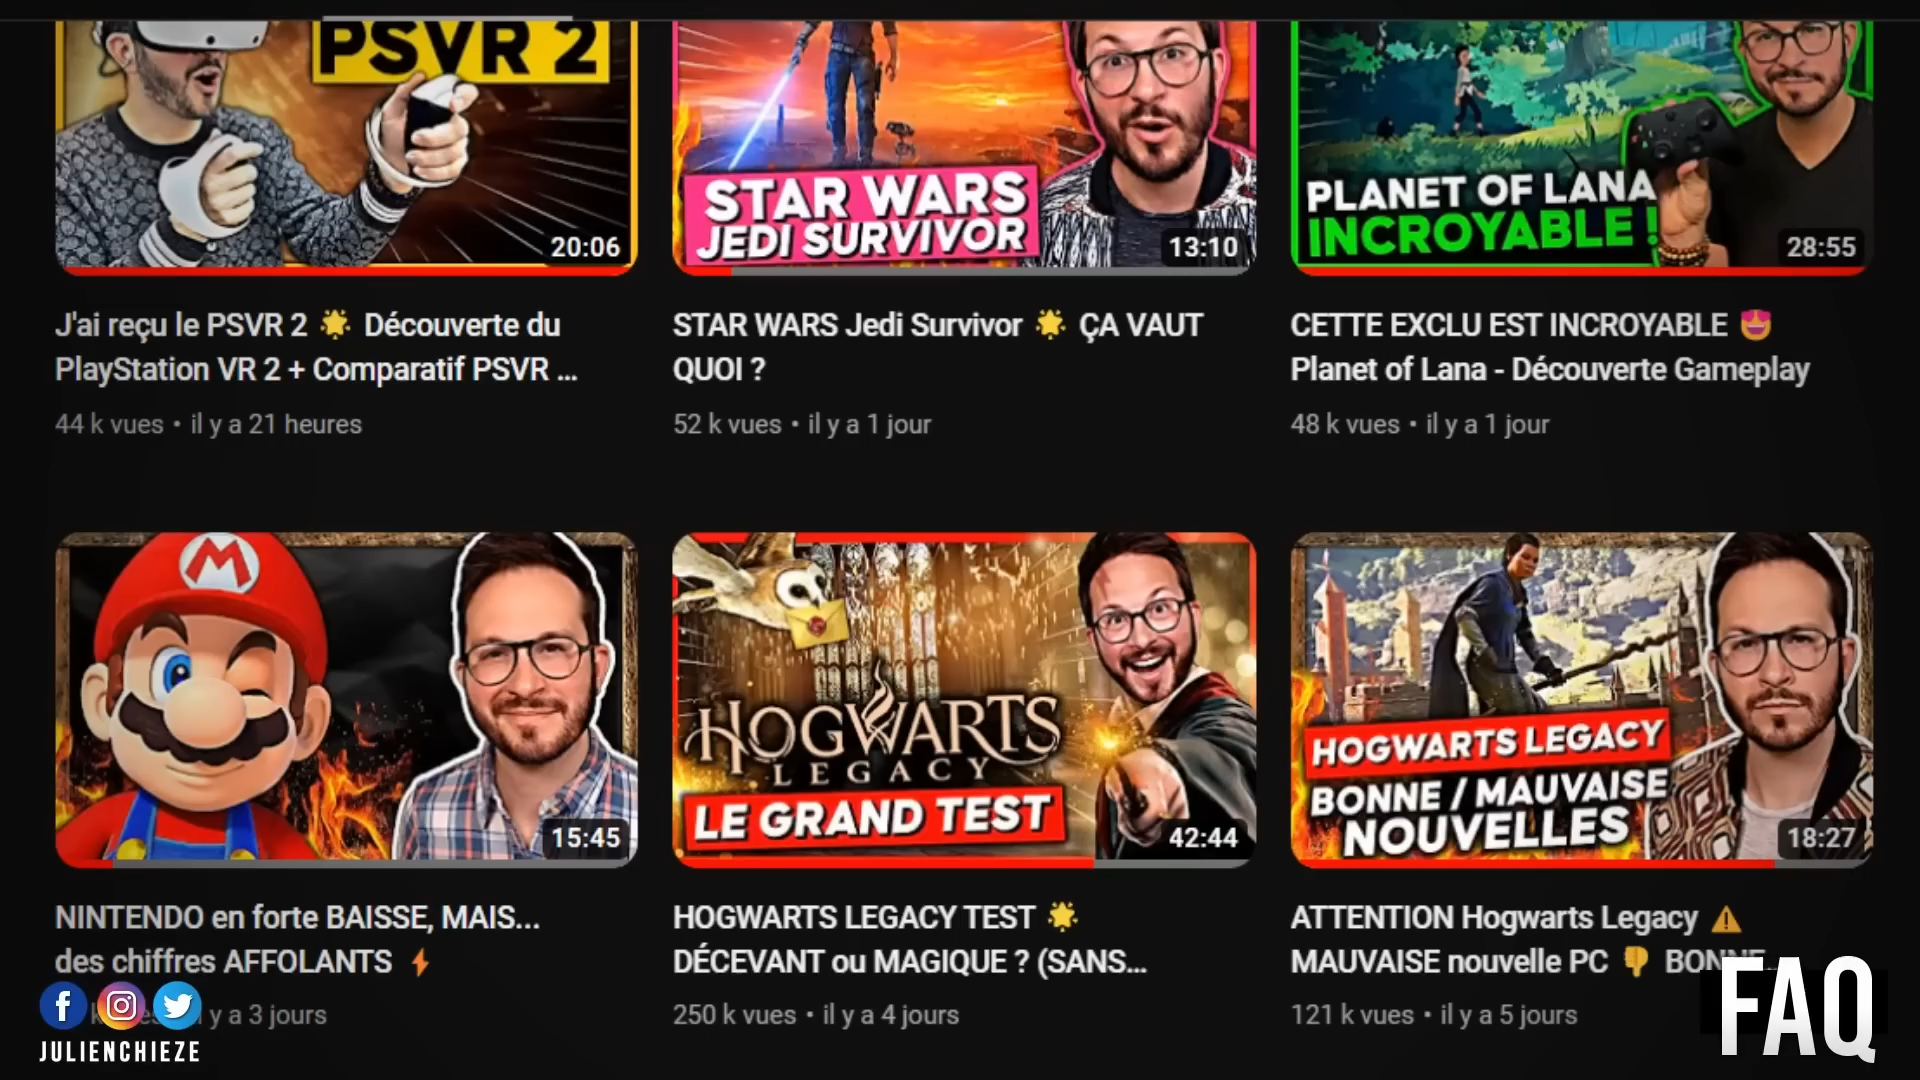 PSVR 2
20:06
STAR WARS
JEDI SURVIVOR
13:10
PLANET OF LANA
INCROYABLE !
28:55
J'ai reçu le PSVR 2 🌟 Découverte du
PlayStation VR 2 + Comparatif PSVR ...
44 k vues • il y a 21 heures
STAR WARS Jedi Survivor 🌟 ÇA VAUT
QUOI ?
52 k vues • il y a 1 jour
CETTE EXCLU EST INCROYABLE 😍
Planet of Lana - Découverte Gameplay
48 k vues • il y a 1 jour
M
15:45
HOGWARTS
LEGACY
LE GRAND TEST
42:44
HOGWARTS LEGACY
BONNE / MAUVAISE
NOUVELLES
18:27
NINTENDO en forte BAISSE, MAIS...
des chiffres AFFOLANTS ⚡
y a 3 jours
HOGWARTS LEGACY TEST 🌟
DÉCEVANT ou MAGIQUE ? (SANS...
250 k vues • il y a 4 jours
ATTENTION Hogwarts Legacy ⚠
MAUVAISE nouvelle PC 👎 BONNE...
121 k vues • il y a 5 jours
JULIENCHIEZE
FAQ